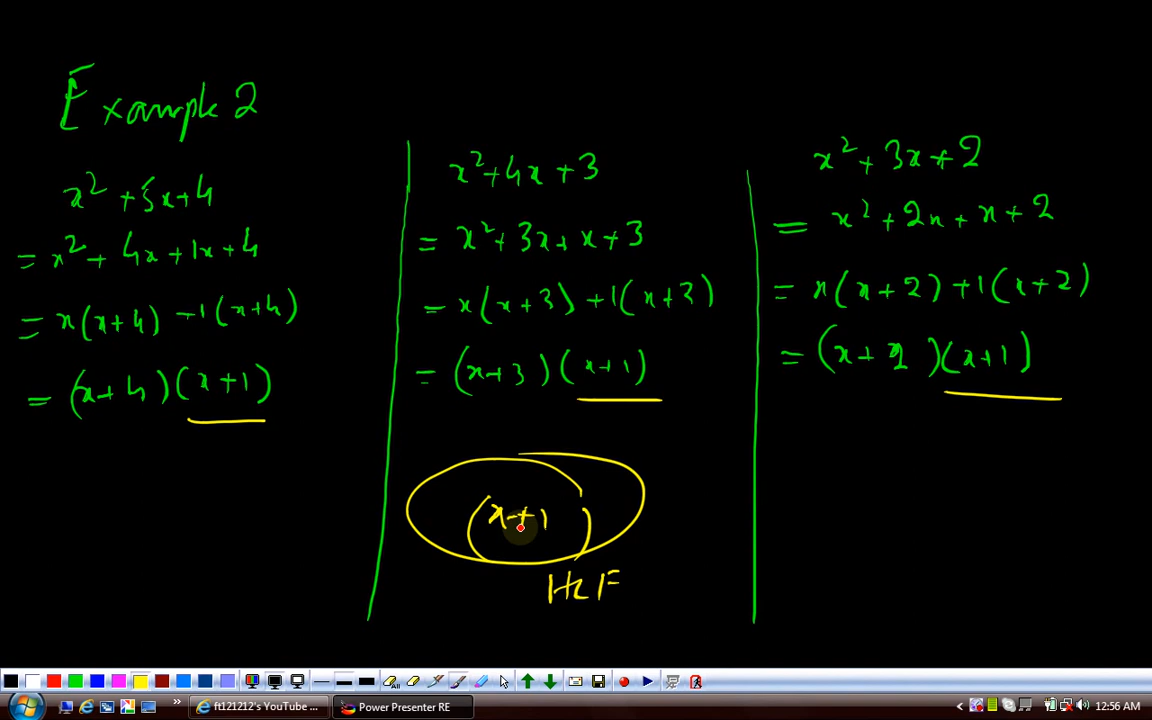 Example 2
x² + 5x + 4
= x² + 4x + 1x + 4
= x(x+4) +1(x+4)
= (x+4)(x+1)
x² + 4x + 3
= x² + 3x + x + 3
= x(x+3) +1(x+3)
= (x+3)(x+1)
(x+1)
HCF
x² + 3x + 2
= x² + 2x + x + 2
= x(x+2) +1(x+2)
= (x+2)(x+1)
All
ft121212's YouTube ...
Power Presenter RE
12:56 AM